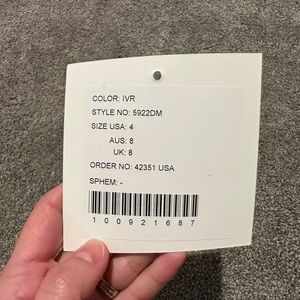 COLOR: IVR
STYLE NO: 5922DM
SIZE USA: 4
AUS: 8
UK: 8
ORDER NO: 42351 USA
SPHEM: -
100921687